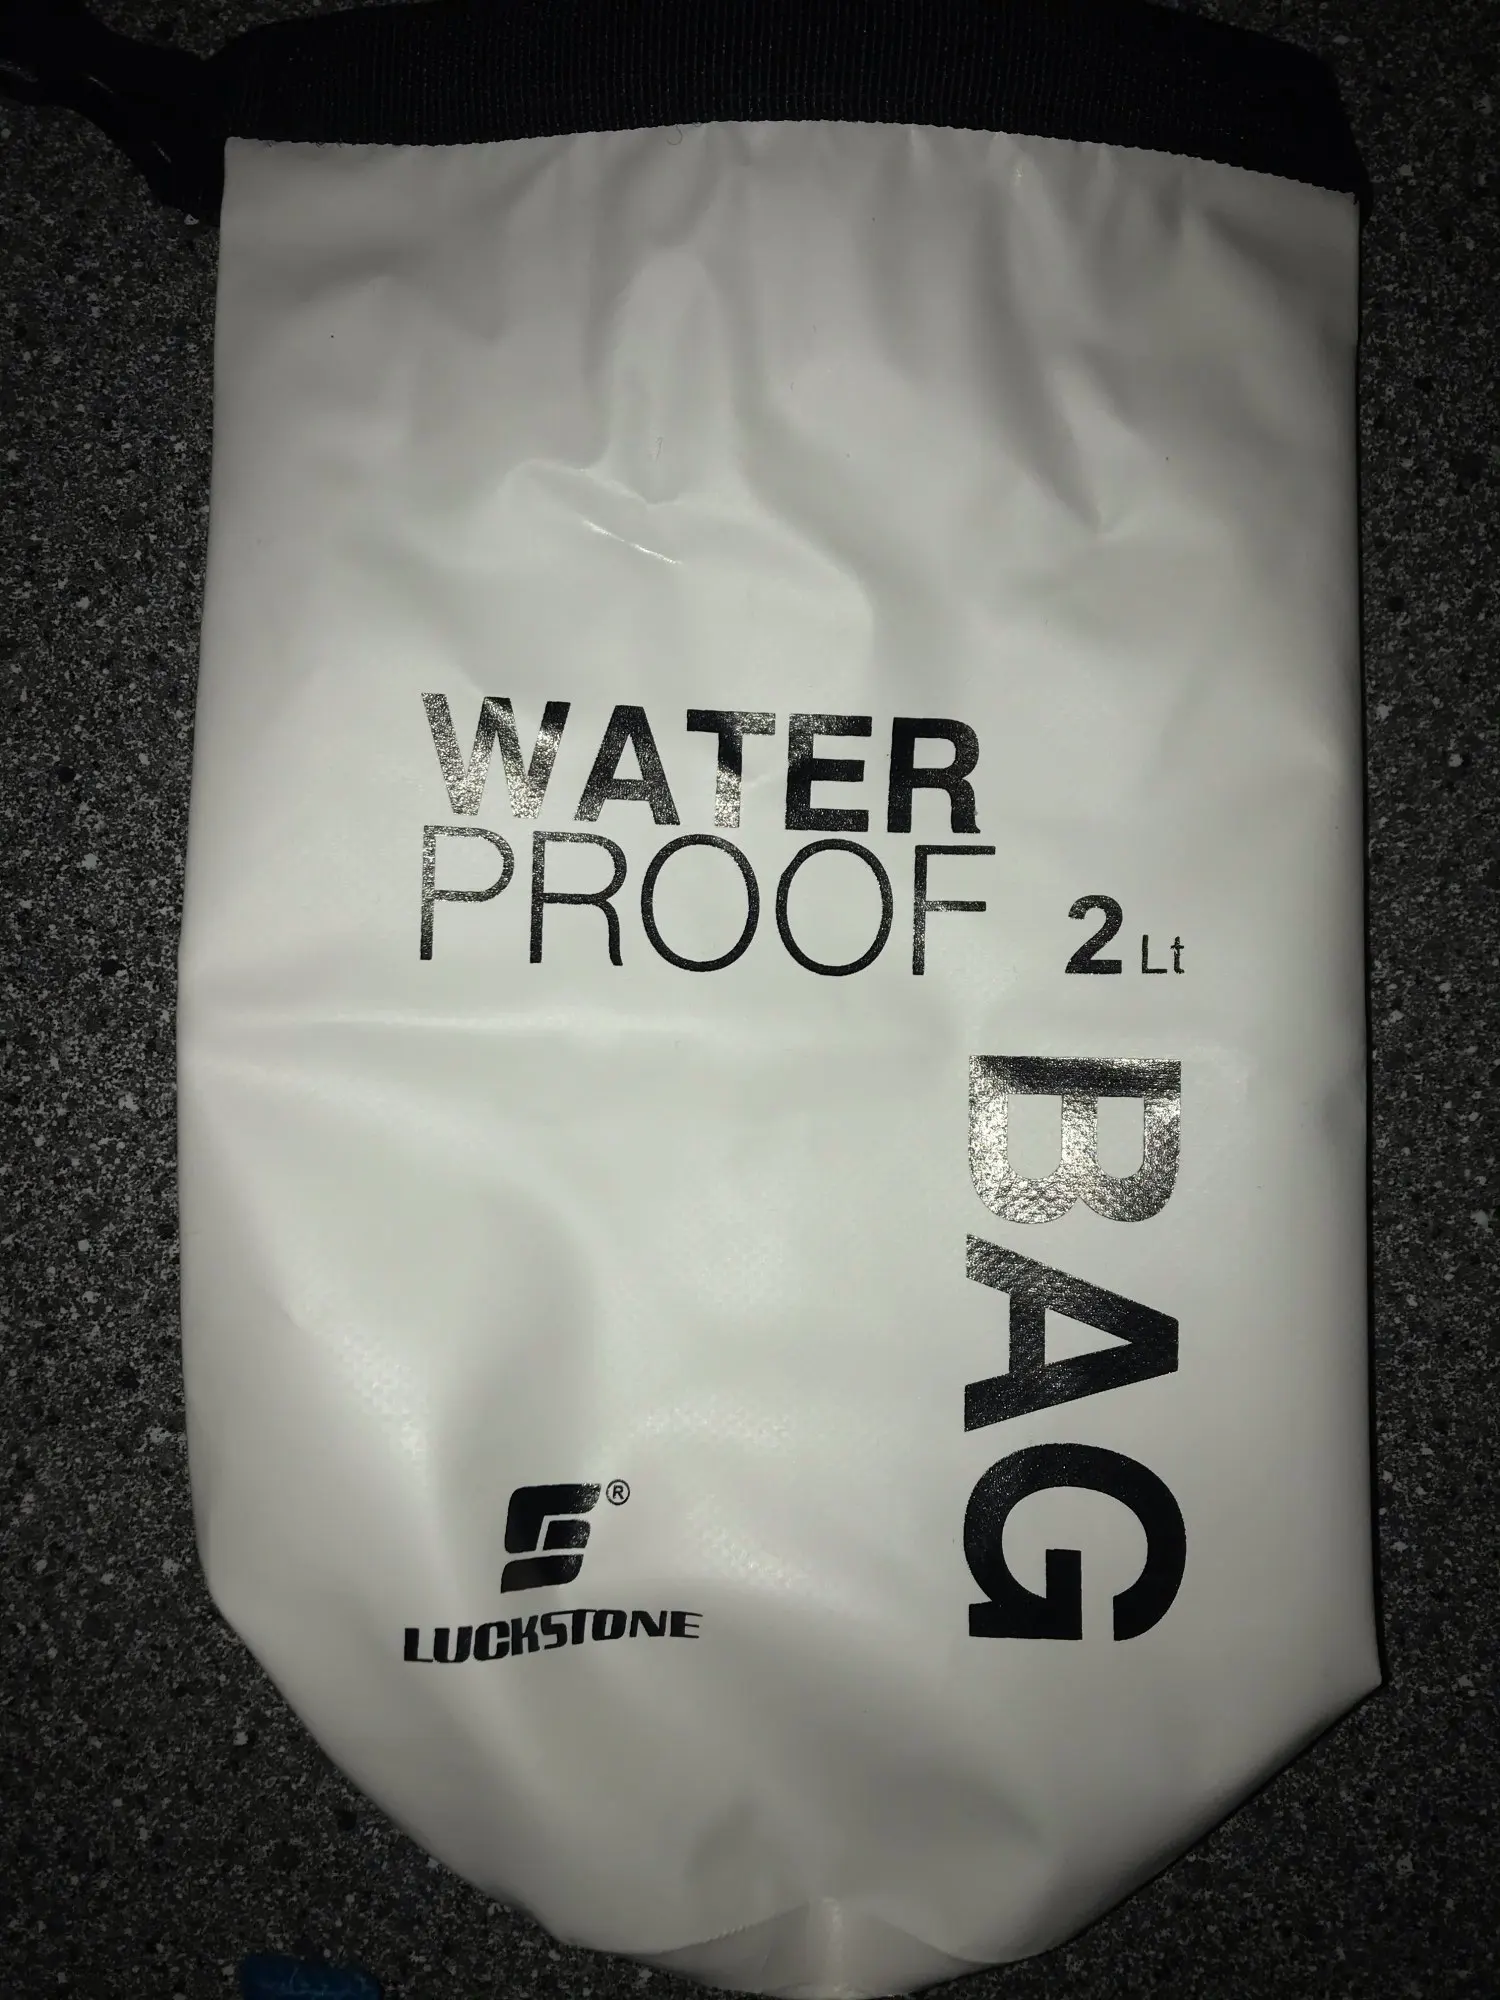 WATER
PROOF
2 Lt
BAG
®
LUCKSTONE